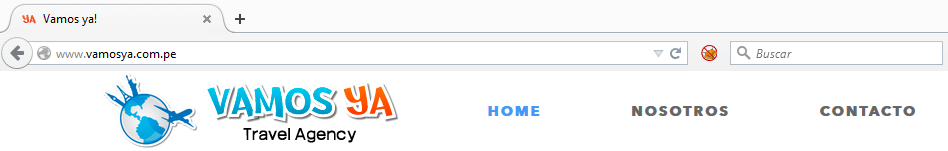 YA Vamos ya!
www.vamosya.com.pe
Buscar
VAMOS YA
Travel Agency
HOME NOSOTROS CONTACTO